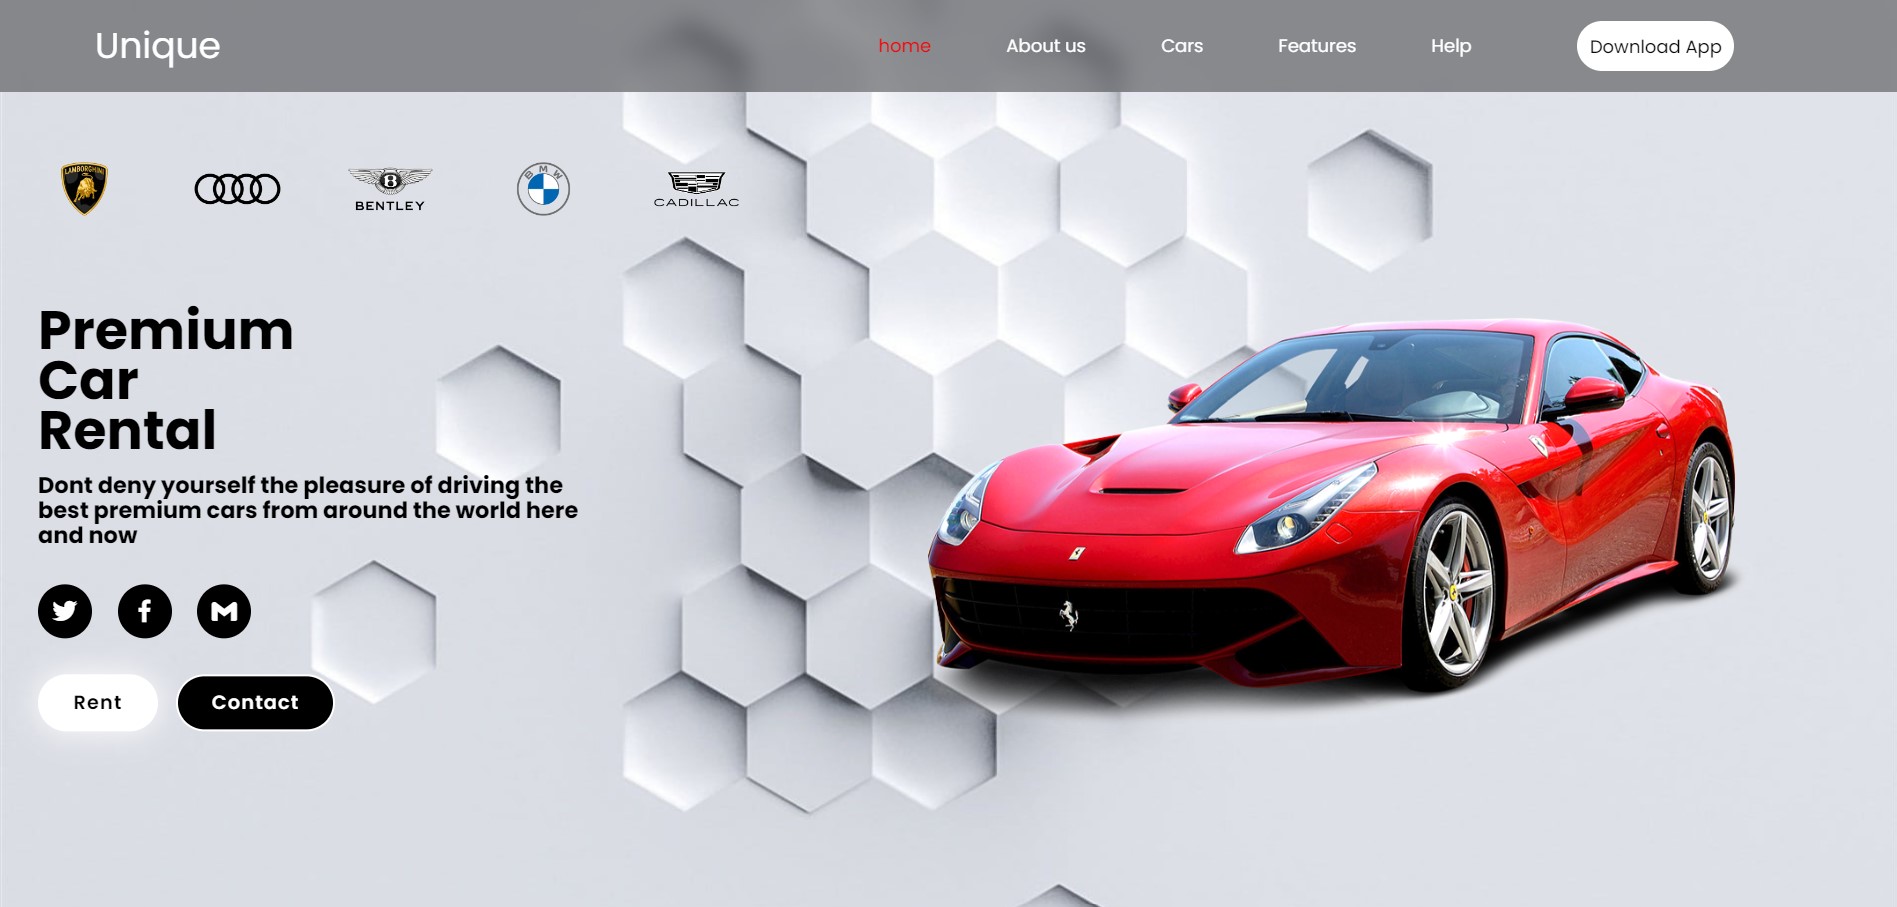 Unique
home
About us
Cars
Features
Help
Download App
LAMBORGHINI
B
BENTLEY
BMW
CADILLAC
Premium
Car
Rental
Dont deny yourself the pleasure of driving the
best premium cars from around the world here
and now
Rent
Contact